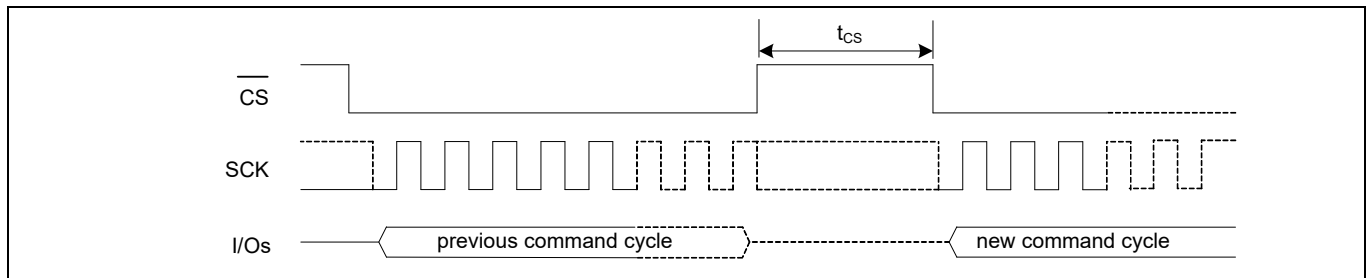 tCS
CS
SCK
I/Os
previous command cycle
new command cycle